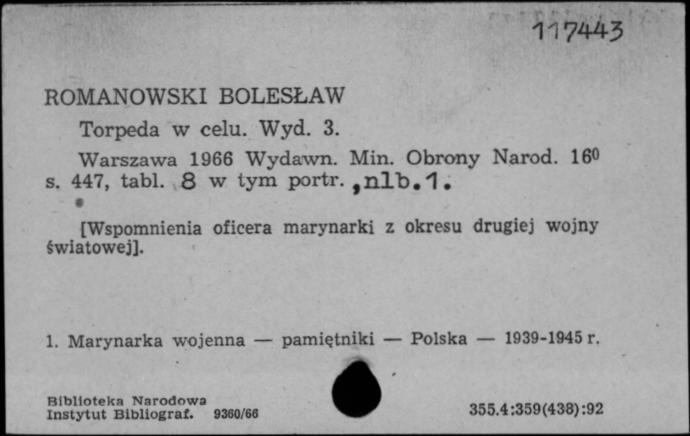 117443
ROMANOWSKI BOLESŁAW
Torpeda w celu. Wyd. 3.
Warszawa 1966 Wydawn. Min. Obrony Narod. 16⁰
s. 447, tabl. 8 w tym portr. ,nlb.1.
[Wspomnienia oficera marynarki z okresu drugiej wojny
światowej].
1. Marynarka wojenna — pamiętniki — Polska — 1939-1945 r.
Biblioteka Narodowa
Instytut Bibliograf. 9360/66
355.4:359(438):92